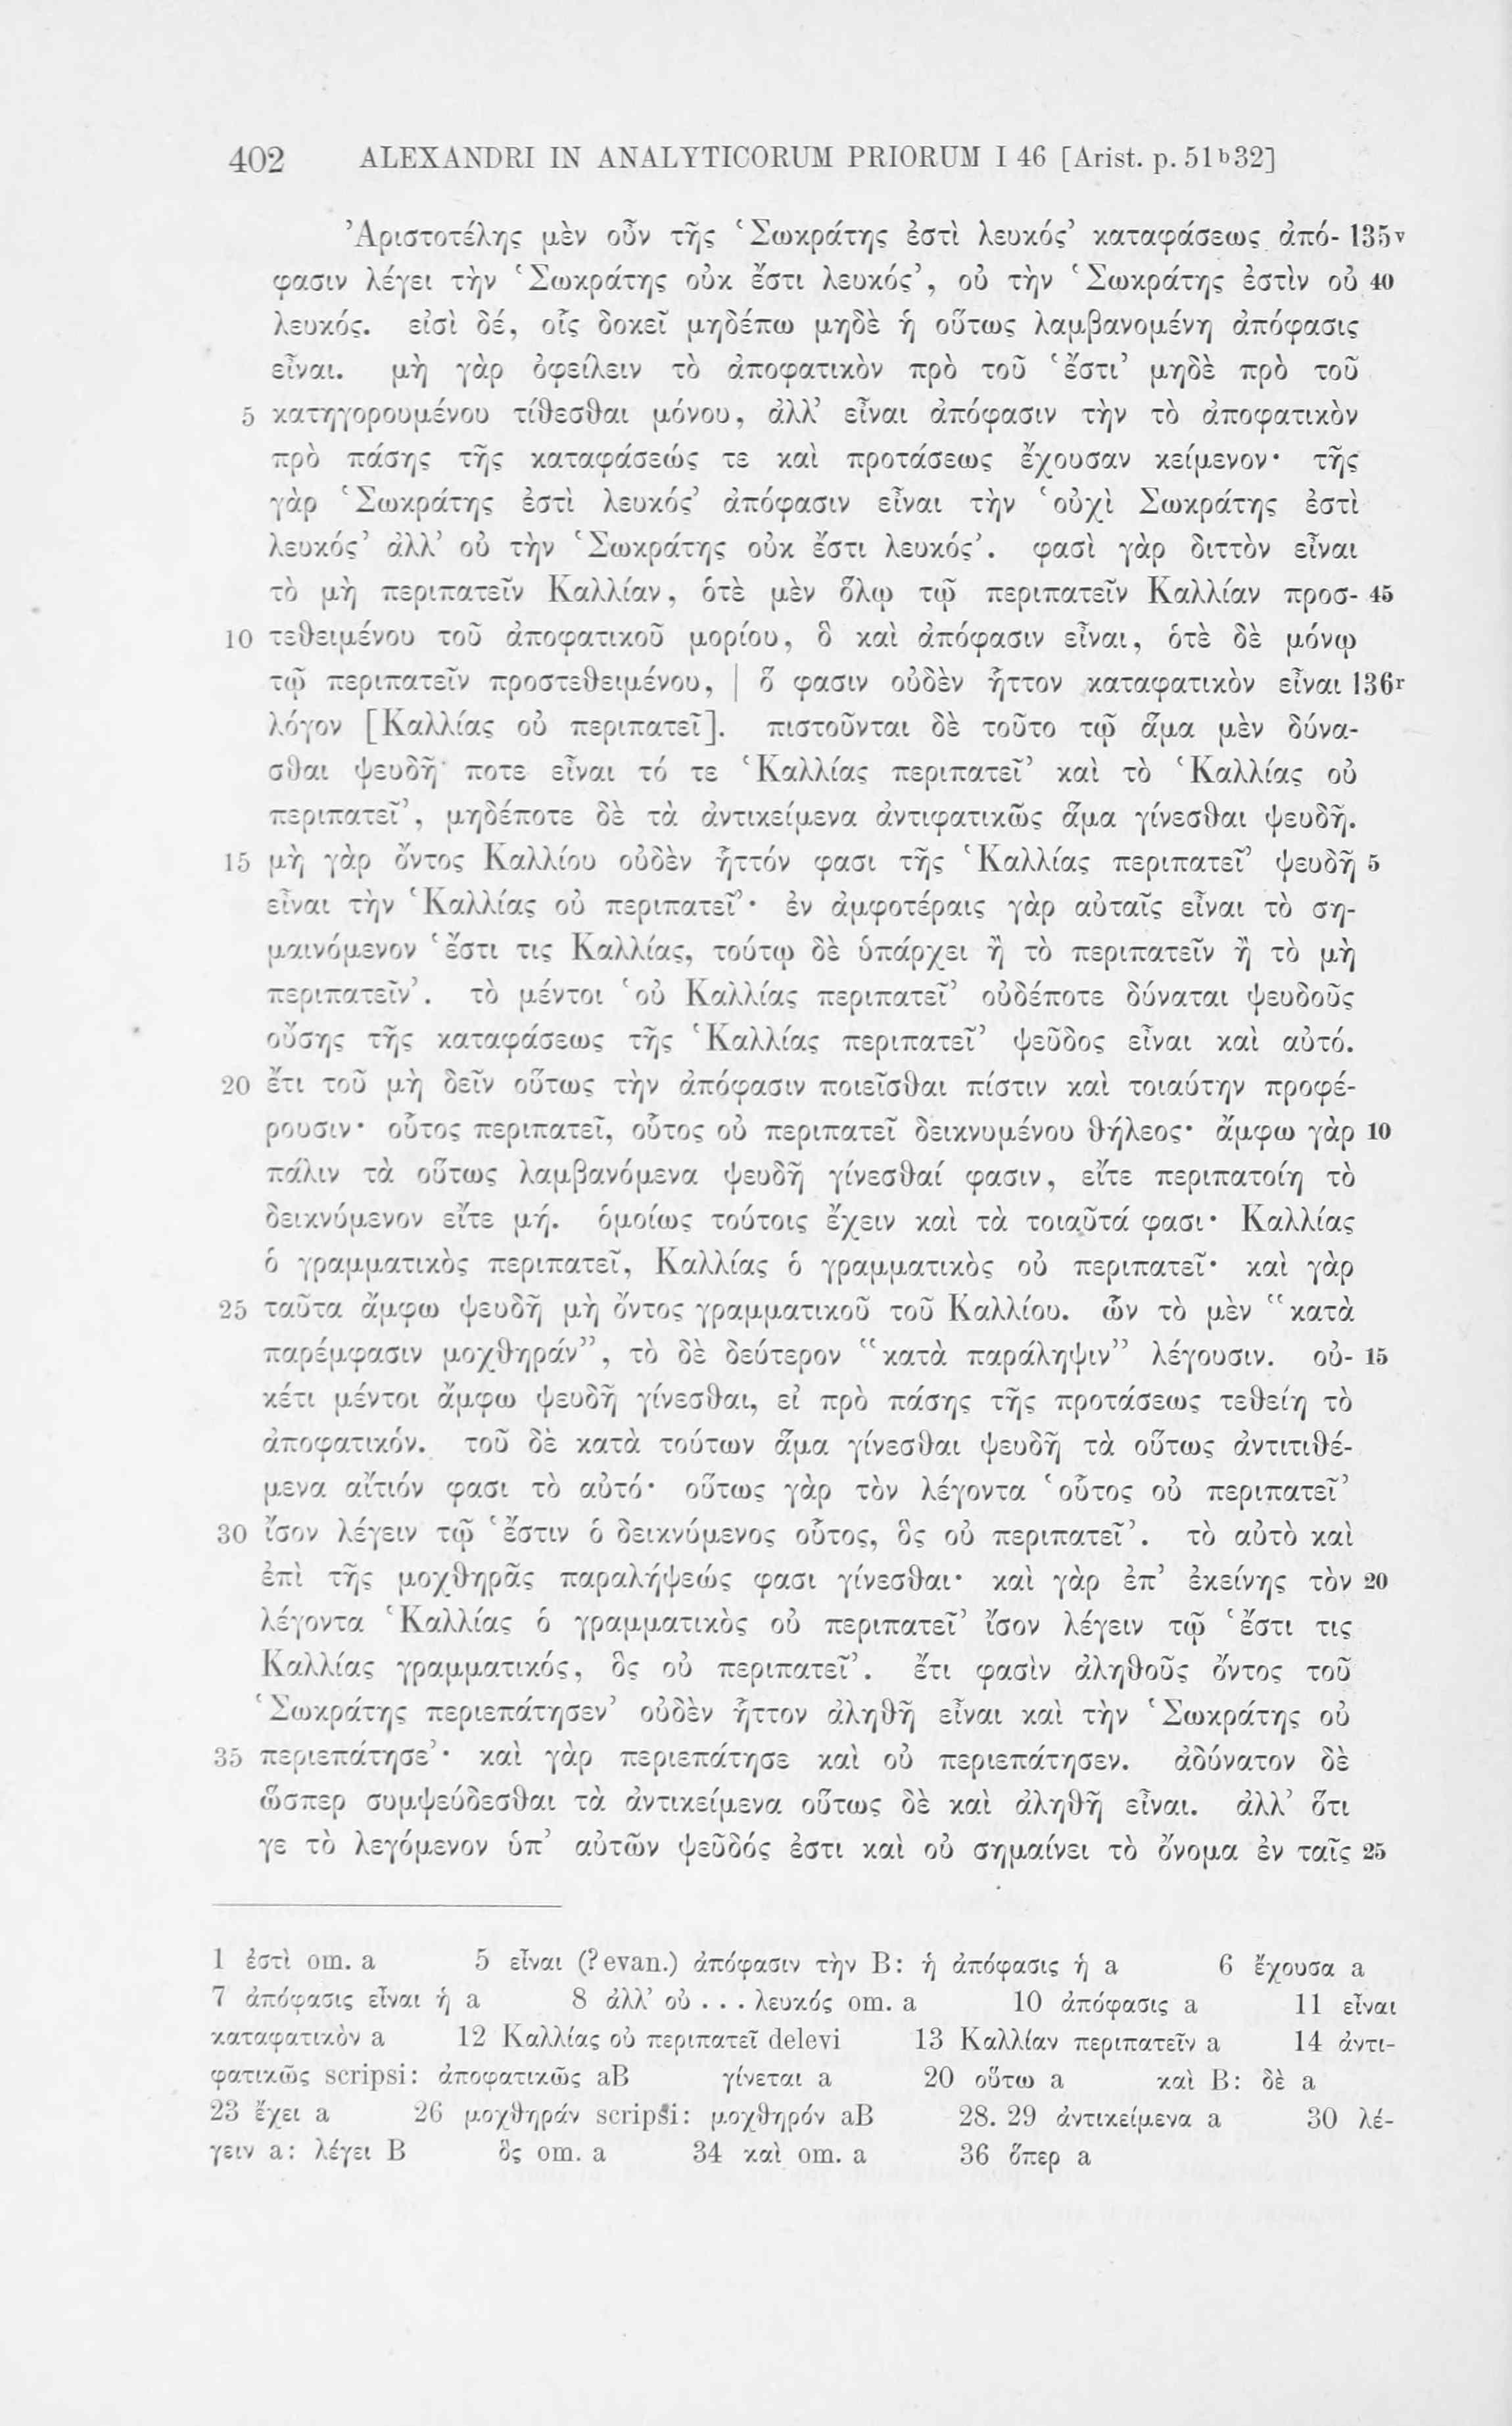 402 ALEXANDRI IN ANALYTICORUM PRIORUM I 46 [Arist. p. 51b32]
Ἀριστοτέλης μὲν οὖν τῆς ‘Σωκράτης ἐστὶ λευκός’ καταφάσεως ἀπό- 135v
φασιν λέγει τὴν ‘Σωκράτης οὐκ ἔστι λευκός’, οὐ τὴν ‘Σωκράτης ἐστὶν οὐ 40
λευκός. εἰσὶ δέ, οἷς δοκεῖ μηδέπω μηδὲ ἡ οὕτως λαμβανομένη ἀπόφασις
εἶναι. μὴ γὰρ ὀφείλειν τὸ ἀποφατικὸν πρὸ τοῦ ‘ἔστι’ μηδὲ πρὸ τοῦ
5 κατηγορουμένου τίθεσθαι μόνου, ἀλλ’ εἶναι ἀπόφασιν τὴν τὸ ἀποφατικὸν
πρὸ πάσης τῆς καταφάσεώς τε καὶ προτάσεως ἔχουσαν κείμενον· τῆς
γὰρ ‘Σωκράτης ἐστὶ λευκός’ ἀπόφασιν εἶναι τὴν ‘οὐχὶ Σωκράτης ἐστὶ
λευκός’ ἀλλ’ οὐ τὴν ‘Σωκράτης οὐκ ἔστι λευκός’. φασὶ γὰρ διττὸν εἶναι
τὸ μὴ περιπατεῖν Καλλίαν, ὁτὲ μὲν ὅλῳ τῷ περιπατεῖν Καλλίαν προσ- 45
10 τεθειμένου τοῦ ἀποφατικοῦ μορίου, ὃ καὶ ἀπόφασιν εἶναι, ὁτὲ δὲ μόνῳ
τῷ περιπατεῖν προστεθειμένου, | ὅ φασιν οὐδὲν ἧττον καταφατικὸν εἶναι 136r
λόγον [Καλλίας οὐ περιπατεῖ]. πιστοῦνται δὲ τοῦτο τῷ ἅμα μὲν δύνα-
σθαι ψευδῆ ποτε εἶναι τό τε ‘Καλλίας περιπατεῖ’ καὶ τὸ ‘Καλλίας οὐ
περιπατεῖ’, μηδέποτε δὲ τὰ ἀντικείμενα ἀντιφατικῶς ἅμα γίνεσθαι ψευδῆ.
15 μὴ γὰρ ὄντος Καλλίου οὐδὲν ἧττόν φασι τῆς ‘Καλλίας περιπατεῖ’ ψευδῆ 5
εἶναι τὴν ‘Καλλίας οὐ περιπατεῖ’· ἐν ἀμφοτέραις γὰρ αὐταῖς εἶναι τὸ ση-
μαινόμενον ‘ἔστι τις Καλλίας, τούτῳ δὲ ὑπάρχει ἢ τὸ περιπατεῖν ἢ τὸ μὴ
περιπατεῖν’. τὸ μέντοι ‘οὐ Καλλίας περιπατεῖ’ οὐδέποτε δύναται ψευδοῦς
οὔσης τῆς καταφάσεως τῆς ‘Καλλίας περιπατεῖ’ ψεῦδος εἶναι καὶ αὐτό.
20 ἔτι τοῦ μὴ δεῖν οὕτως τὴν ἀπόφασιν ποιεῖσθαι πίστιν καὶ τοιαύτην προφέ-
ρουσιν· οὗτος περιπατεῖ, οὗτος οὐ περιπατεῖ δεικνυμένου θήλεος· ἄμφω γὰρ 10
πάλιν τὰ οὕτως λαμβανόμενα ψευδῆ γίνεσθαί φασιν, εἴτε περιπατοίη τὸ
δεικνύμενον εἴτε μή. ὁμοίως τούτοις ἔχειν καὶ τὰ τοιαῦτά φασι· Καλλίας
ὁ γραμματικὸς περιπατεῖ, Καλλίας ὁ γραμματικὸς οὐ περιπατεῖ· καὶ γὰρ
25 ταῦτα ἄμφω ψευδῆ μὴ ὄντος γραμματικοῦ τοῦ Καλλίου. ὧν τὸ μὲν “κατὰ
παρέμφασιν μοχθηράν”, τὸ δὲ δεύτερον “κατὰ παράληψιν” λέγουσιν. οὐ- 15
κέτι μέντοι ἄμφω ψευδῆ γίνεσθαι, εἰ πρὸ πάσης τῆς προτάσεως τεθείη τὸ
ἀποφατικόν. τοῦ δὲ κατὰ τούτων ἅμα γίνεσθαι ψευδῆ τὰ οὕτως ἀντιτιθέ-
μενα αἴτιόν φασι τὸ αὐτό· οὕτως γὰρ τὸν λέγοντα ‘οὗτος οὐ περιπατεῖ’
30 ἴσον λέγειν τῷ ‘ἔστιν ὁ δεικνύμενος οὗτος, ὃς οὐ περιπατεῖ’. τὸ αὐτὸ καὶ
ἐπὶ τῆς μοχθηρᾶς παραλήψεώς φασι γίνεσθαι· καὶ γὰρ ἐπ’ ἐκείνης τὸν 20
λέγοντα ‘Καλλίας ὁ γραμματικὸς οὐ περιπατεῖ’ ἴσον λέγειν τῷ ‘ἔστι τις
Καλλίας γραμματικός, ὃς οὐ περιπατεῖ’. ἔτι φασὶν ἀληθοῦς ὄντος τοῦ
‘Σωκράτης περιεπάτησεν’ οὐδὲν ἧττον ἀληθῆ εἶναι καὶ τὴν ‘Σωκράτης οὐ
35 περιεπάτησε’· καὶ γὰρ περιεπάτησε καὶ οὐ περιεπάτησεν. ἀδύνατον δὲ
ὥσπερ συμψεύδεσθαι τὰ ἀντικείμενα οὕτως δὲ καὶ ἀληθῆ εἶναι. ἀλλ’ ὅτι
γε τὸ λεγόμενον ὑπ’ αὐτῶν ψεῦδός ἐστι καὶ οὐ σημαίνει τὸ ὄνομα ἐν ταῖς 25
1 ἐστὶ om. a 5 εἶναι (? evan.) ἀπόφασιν τὴν B: ἡ ἀπόφασις ἡ a 6 ἔχουσα a
7 ἀπόφασις εἶναι ἡ a 8 ἀλλ’ οὐ . . . λευκός om. a 10 ἀπόφασις a 11 εἶναι
καταφατικὸν a 12 Καλλίας οὐ περιπατεῖ delevi 13 Καλλίαν περιπατεῖν a 14 ἀντι-
φατικῶς scripsi: ἀποφατικῶς aB γίνεται a 20 οὕτω a καὶ B: δὲ a
23 ἔχει a 26 μοχθηράν scripsi: μοχθηρόν aB 28. 29 ἀντικείμενα a 30 λέ-
γειν a: λέγει B ὃς om. a 34 καὶ om. a 36 ὅπερ a